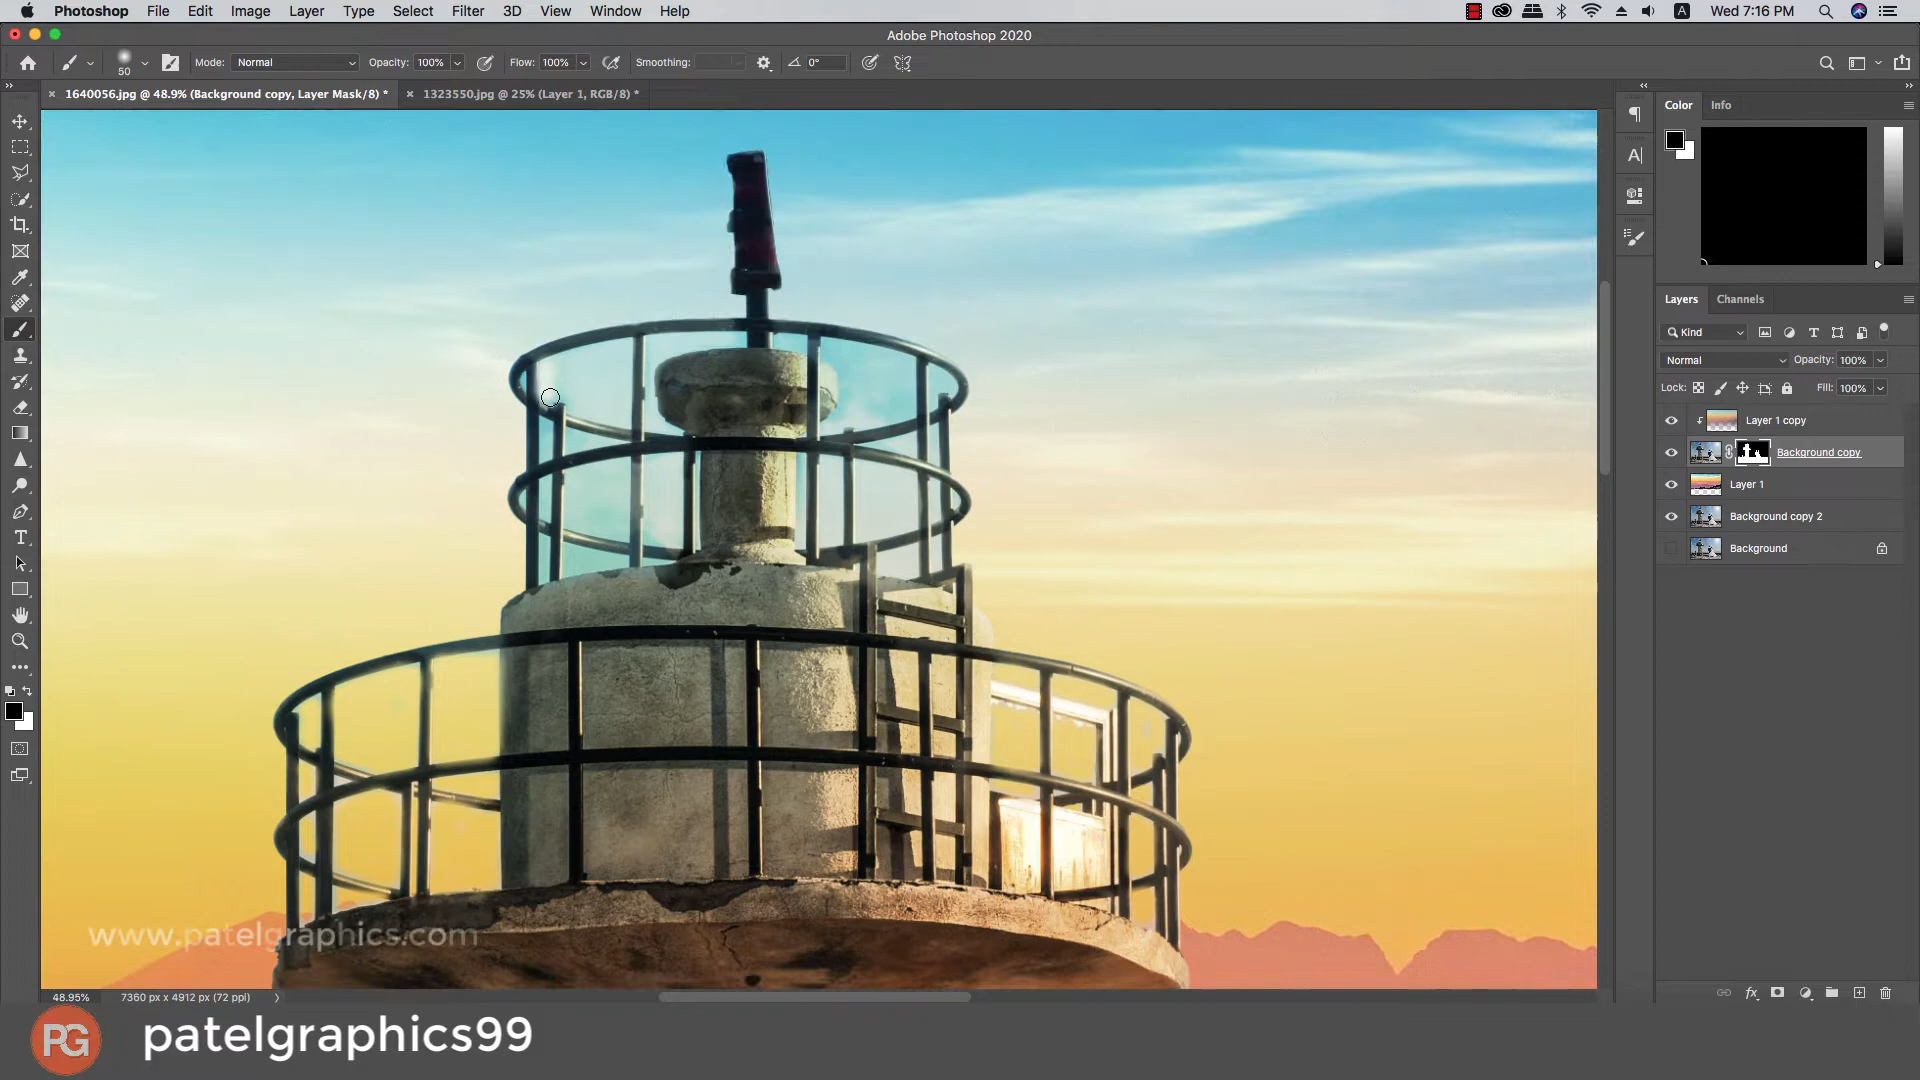 Photoshop File Edit Image Layer Type Select Filter 3D View Window Help A Wed 7:16 PM
Adobe Photoshop 2020
50 Mode: Normal Opacity: 100% Flow: 100% Smoothing: 0°
1640056.jpg @ 48.9% (Background copy, Layer Mask/8) * 1323550.jpg @ 25% (Layer 1, RGB/8) *
Color Info
Layers Channels
Kind
Normal Opacity: 100%
Lock: Fill: 100%
Layer 1 copy
Background copy
Layer 1
Background copy 2
Background
www.patelgraphics.com
48.95% 7360 px x 4912 px (72 ppi)
PG patelgraphics99